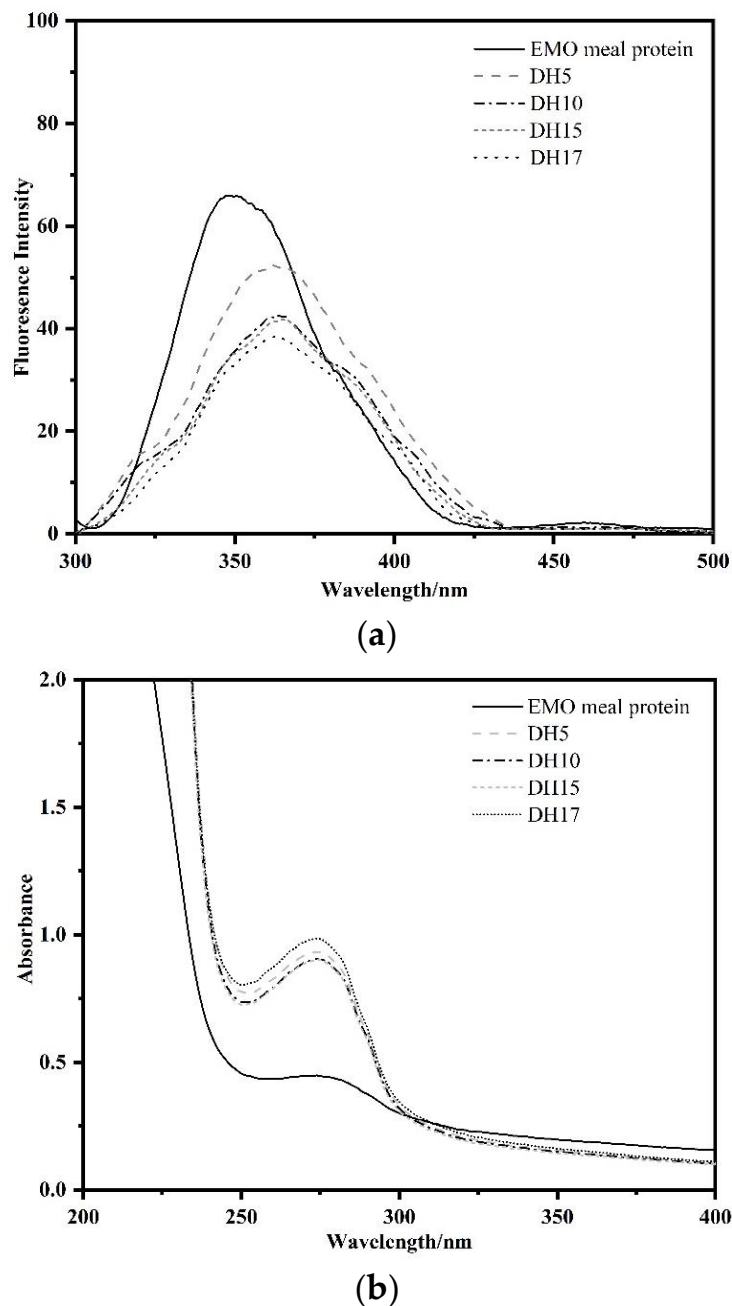 100
80
60
40
20
0
Fluoresence Intensity
EMO meal protein
DH5
DH10
DH15
DH17
300
350
400
450
500
Wavelength/nm
(a)
2.0
1.5
1.0
0.5
0.0
Absorbance
EMO meal protein
DH5
DH10
DH15
DH17
200
250
300
350
400
Wavelength/nm
(b)